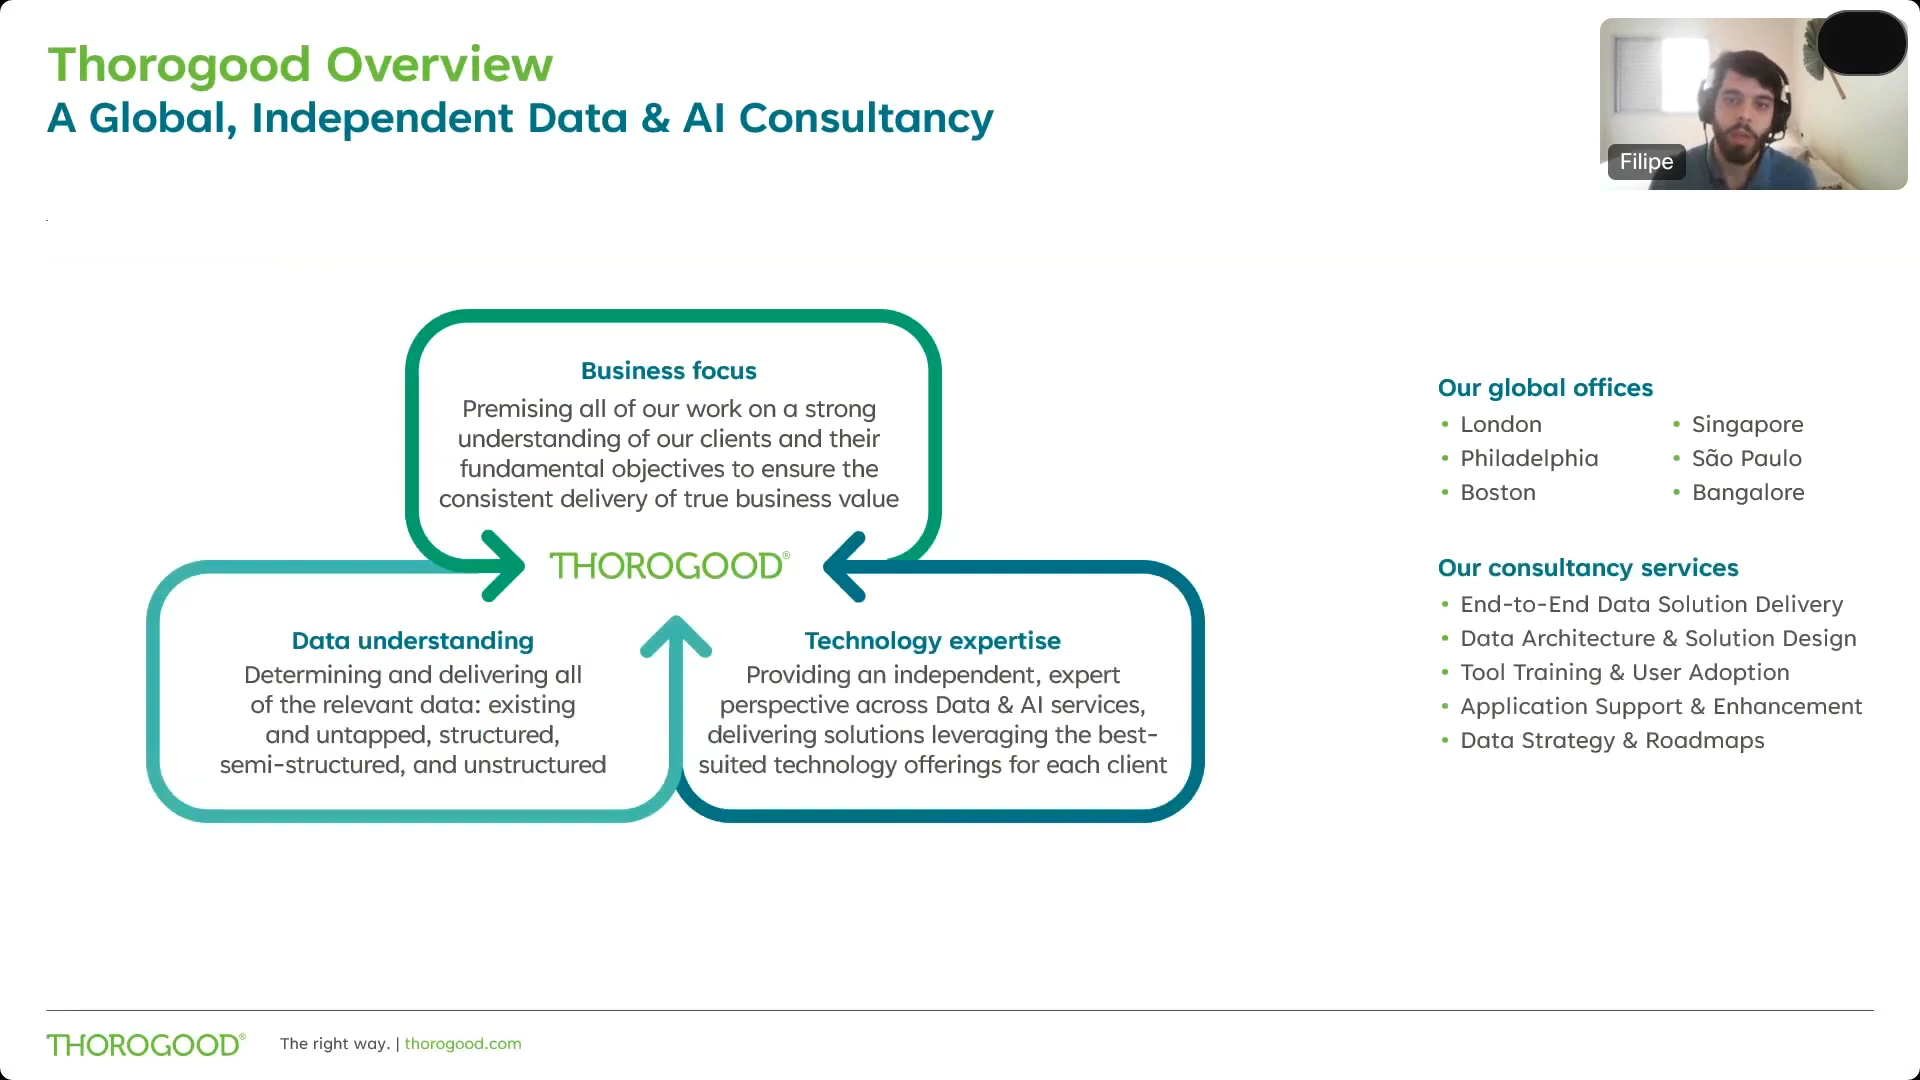 Thorogood Overview
A Global, Independent Data & AI Consultancy
Filipe
Business focus
Premising all of our work on a strong
understanding of our clients and their
fundamental objectives to ensure the
consistent delivery of true business value
THOROGOOD®
Data understanding
Determining and delivering all
of the relevant data: existing
and untapped, structured,
semi-structured, and unstructured
Technology expertise
Providing an independent, expert
perspective across Data & AI services,
delivering solutions leveraging the best-
suited technology offerings for each client
Our global offices
• London
• Philadelphia
• Boston
• Singapore
• São Paulo
• Bangalore
Our consultancy services
• End-to-End Data Solution Delivery
• Data Architecture & Solution Design
• Tool Training & User Adoption
• Application Support & Enhancement
• Data Strategy & Roadmaps
THOROGOOD®
The right way. | thorogood.com